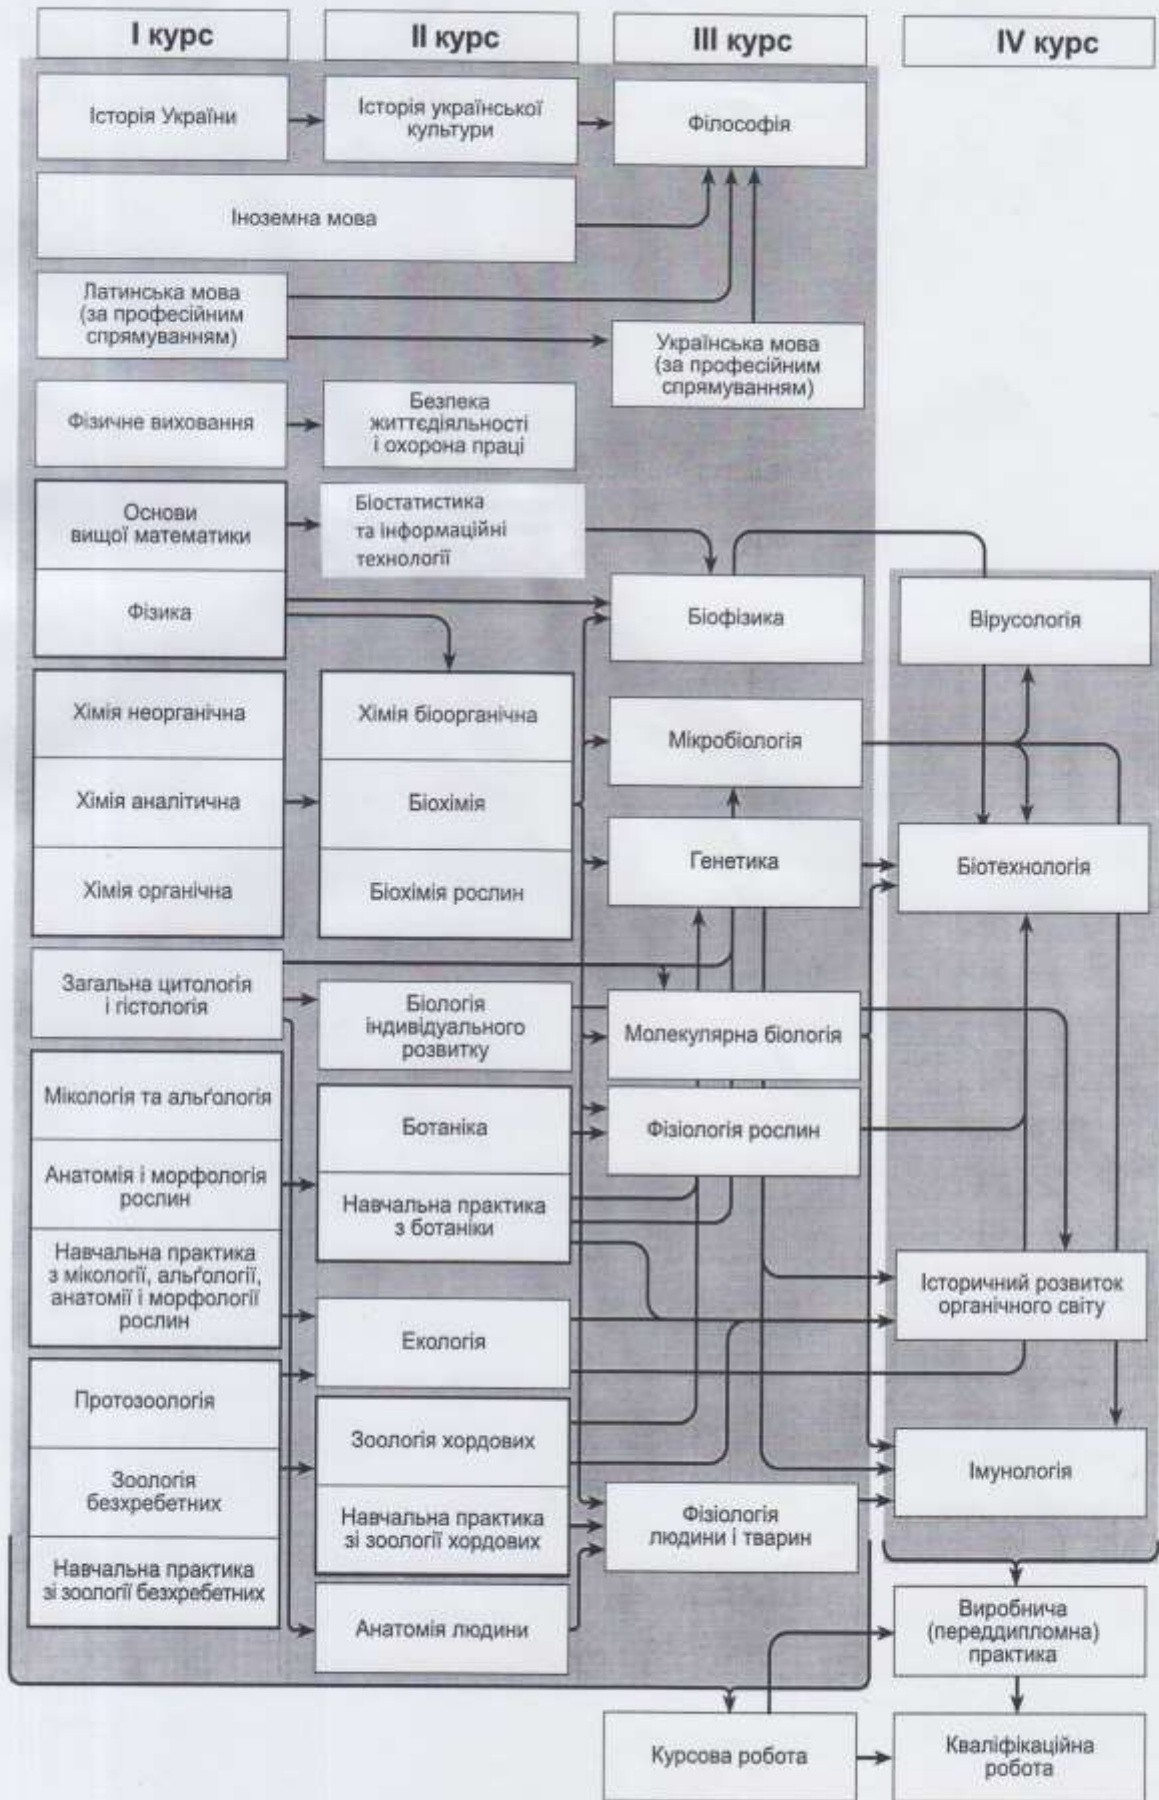 I курс
II курс
III курс
IV курс
Історія України
Історія української
культури
Філософія
Іноземна мова
Латинська мова
(за професійним
спрямуванням)
Українська мова
(за професійним
спрямуванням)
Фізичне виховання
Безпека
життєдіяльності
і охорона праці
Основи
вищої математики
Біостатистика
та інформаційні
технології
Фізика
Біофізика
Вірусологія
Хімія неорганічна
Хімія біоорганічна
Мікробіологія
Хімія аналітична
Біохімія
Генетика
Біотехнологія
Хімія органічна
Біохімія рослин
Загальна цитологія
і гістологія
Біологія
індивідуального
розвитку
Молекулярна біологія
Мікологія та альґологія
Ботаніка
Фізіологія рослин
Анатомія і морфологія
рослин
Навчальна практика
з ботаніки
Навчальна практика
з мікології, альґології,
анатомії і морфології
рослин
Екологія
Історичний розвиток
органічного світу
Протозоологія
Зоологія хордових
Імунологія
Зоологія
безхребетних
Навчальна практика
зі зоології хордових
Фізіологія
людини і тварин
Навчальна практика
зі зоології безхребетних
Анатомія людини
Виробнича
(переддипломна)
практика
Курсова робота
Кваліфікаційна
робота